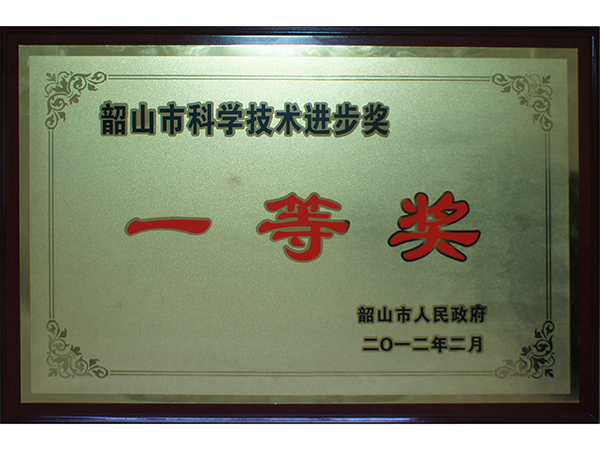 韶山市科学技术进步奖
一等奖
韶山市人民政府
二〇一二年二月